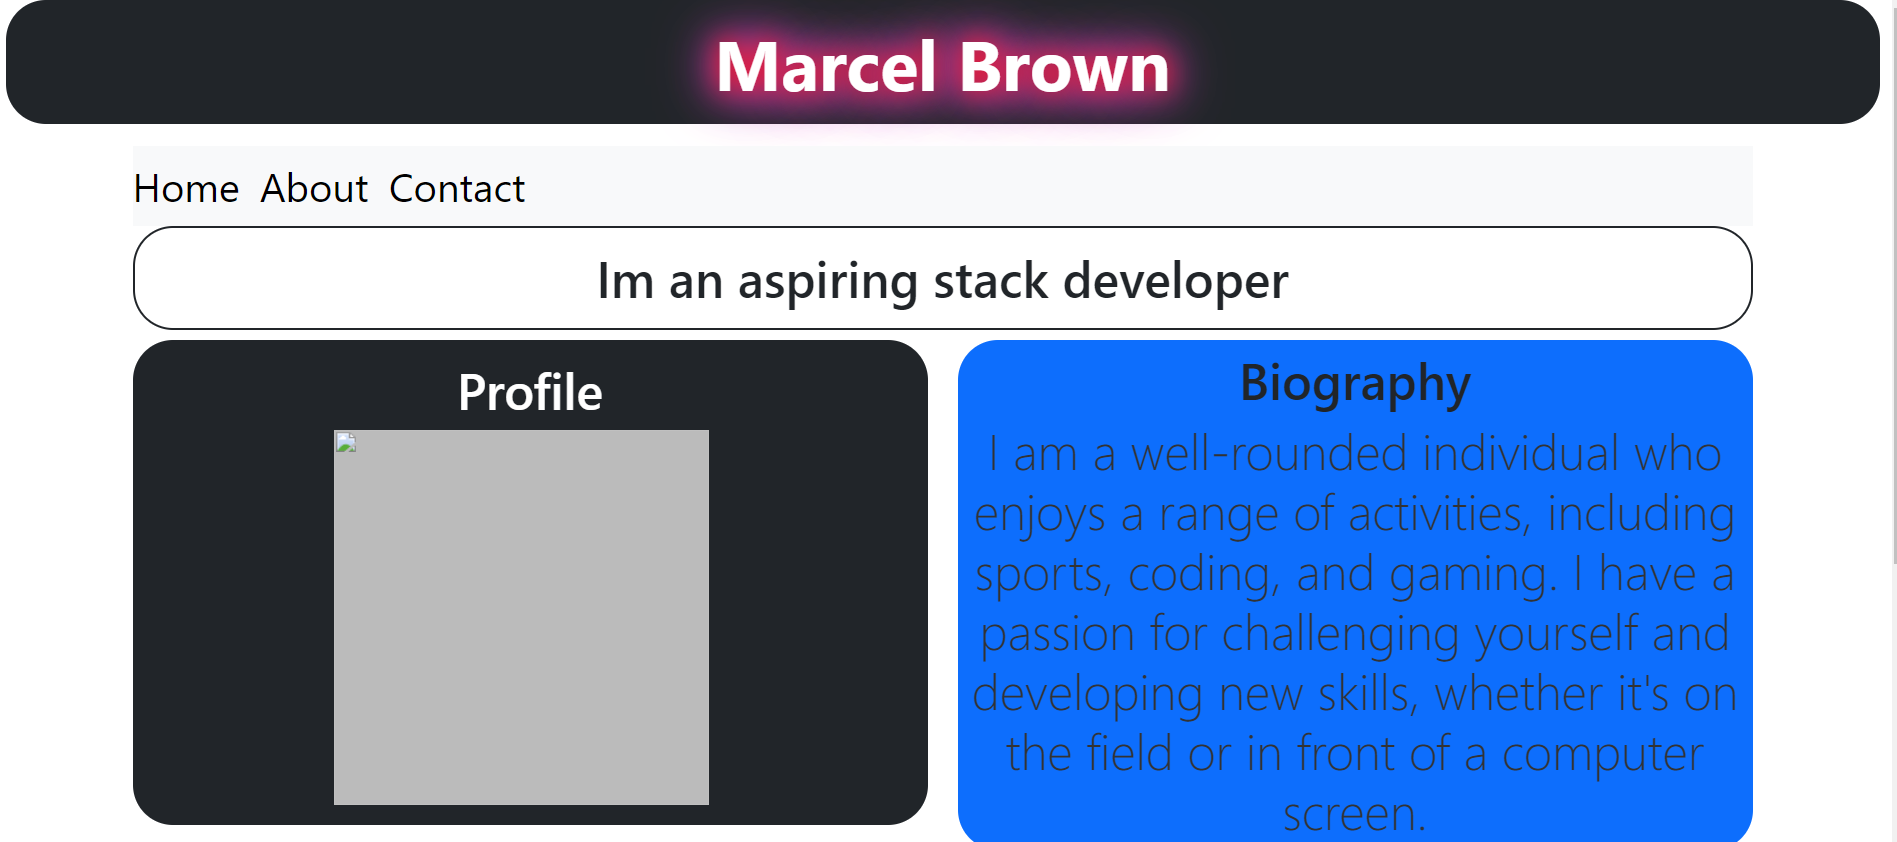 Marcel Brown
Home About Contact
Im an aspiring stack developer
Profile
Biography
I am a well-rounded individual who
enjoys a range of activities, including
sports, coding, and gaming. I have a
passion for challenging yourself and
developing new skills, whether it's on
the field or in front of a computer
screen.